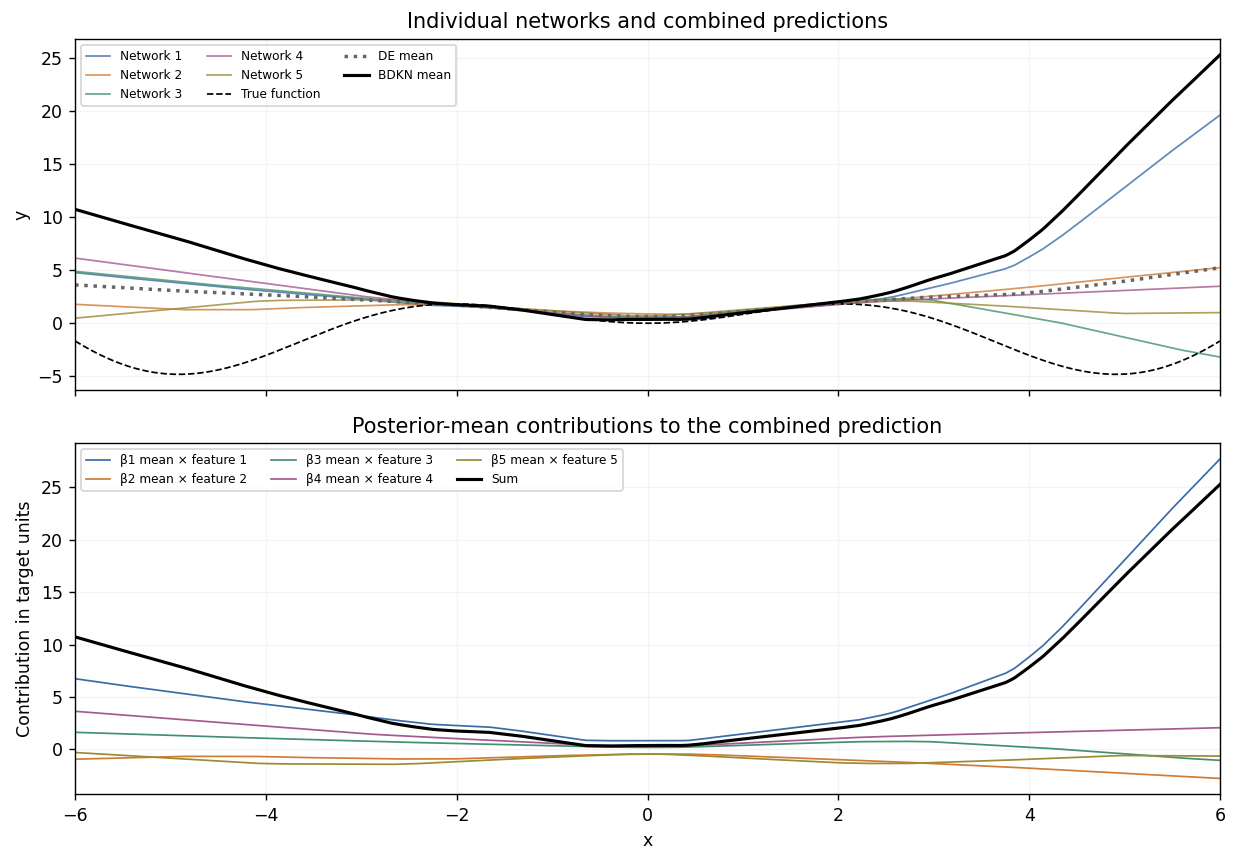 Individual networks and combined predictions
Network 1 Network 4 DE mean
Network 2 Network 5 BDKN mean
Network 3 True function
25
20
15
10
5
0
−5
y
Posterior-mean contributions to the combined prediction
β1 mean × feature 1 β3 mean × feature 3 β5 mean × feature 5
β2 mean × feature 2 β4 mean × feature 4 Sum
25
20
15
10
5
0
Contribution in target units
−6 −4 −2 0 2 4 6
x